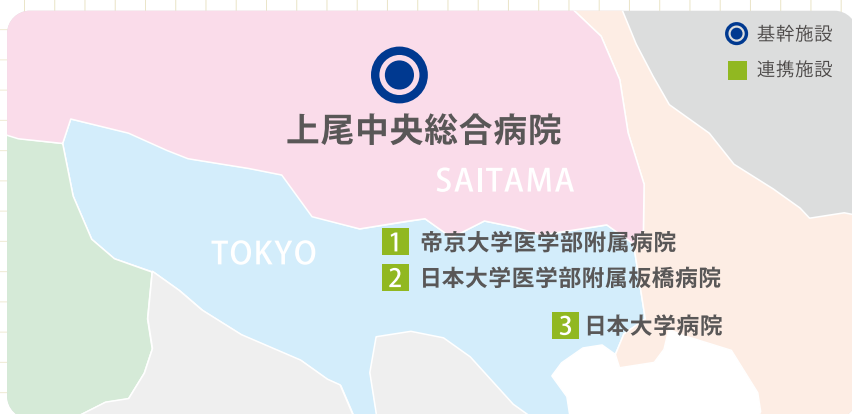 基幹施設
連携施設
上尾中央総合病院
SAITAMA
TOKYO
1 帝京大学医学部附属病院
2 日本大学医学部附属板橋病院
3 日本大学病院